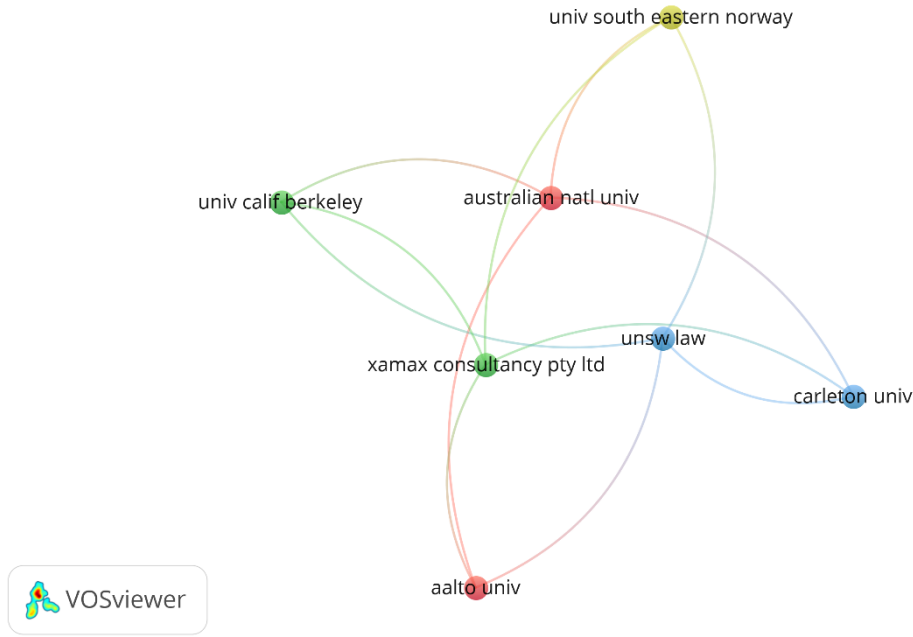 univ south eastern norway
univ calif berkeley
australian natl univ
unsw law
xamax consultancy pty ltd
carleton univ
aalto univ
VOSviewer